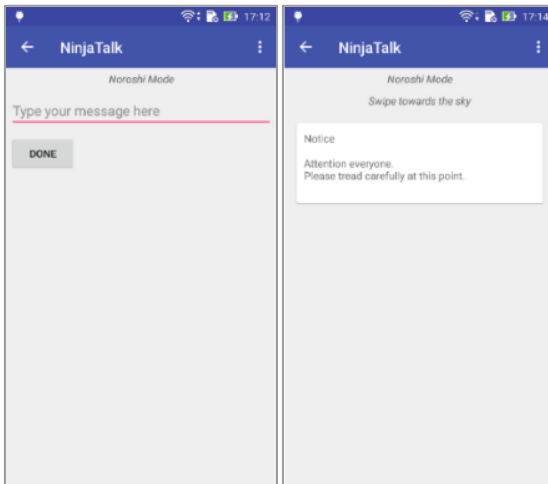 17:12
NinjaTalk
Noroshi Mode
Type your message here
DONE
17:14
NinjaTalk
Noroshi Mode
Swipe towards the sky
Notice
Attention everyone.
Please tread carefully at this point.